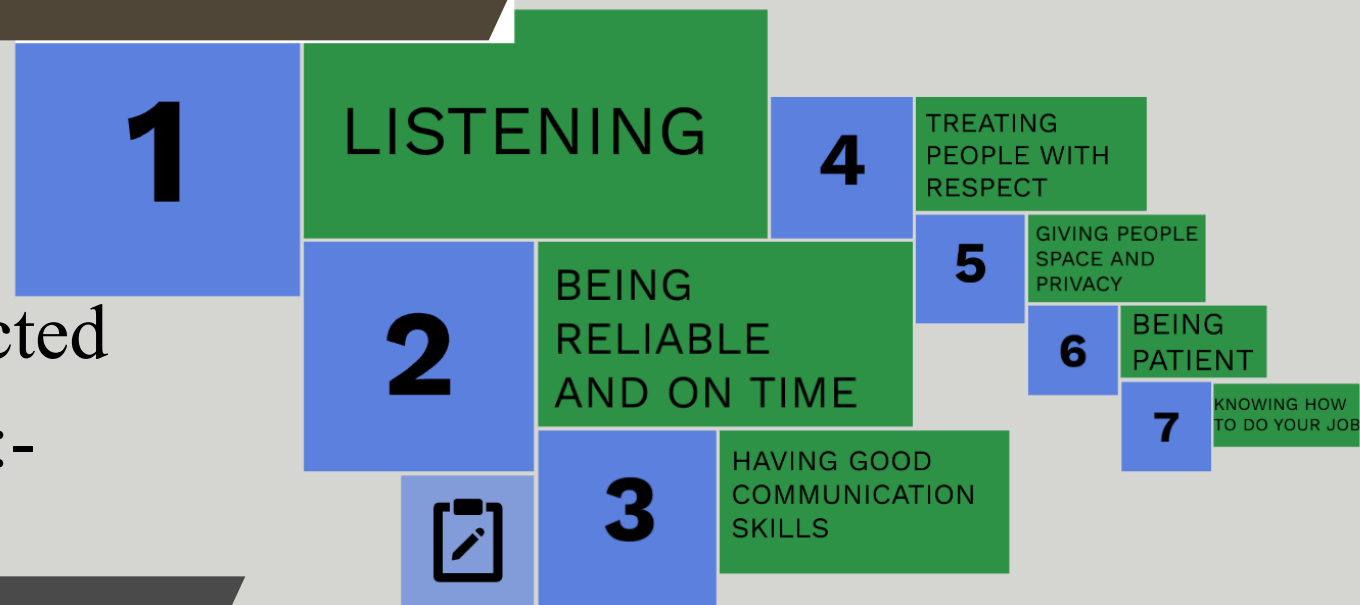 1
LISTENING
2
BEING
RELIABLE
AND ON TIME
3
HAVING GOOD
COMMUNICATION
SKILLS
4
TREATING
PEOPLE WITH
RESPECT
5
GIVING PEOPLE
SPACE AND
PRIVACY
6
BEING
PATIENT
7
KNOWING HOW
TO DO YOUR JOB
cted
:-